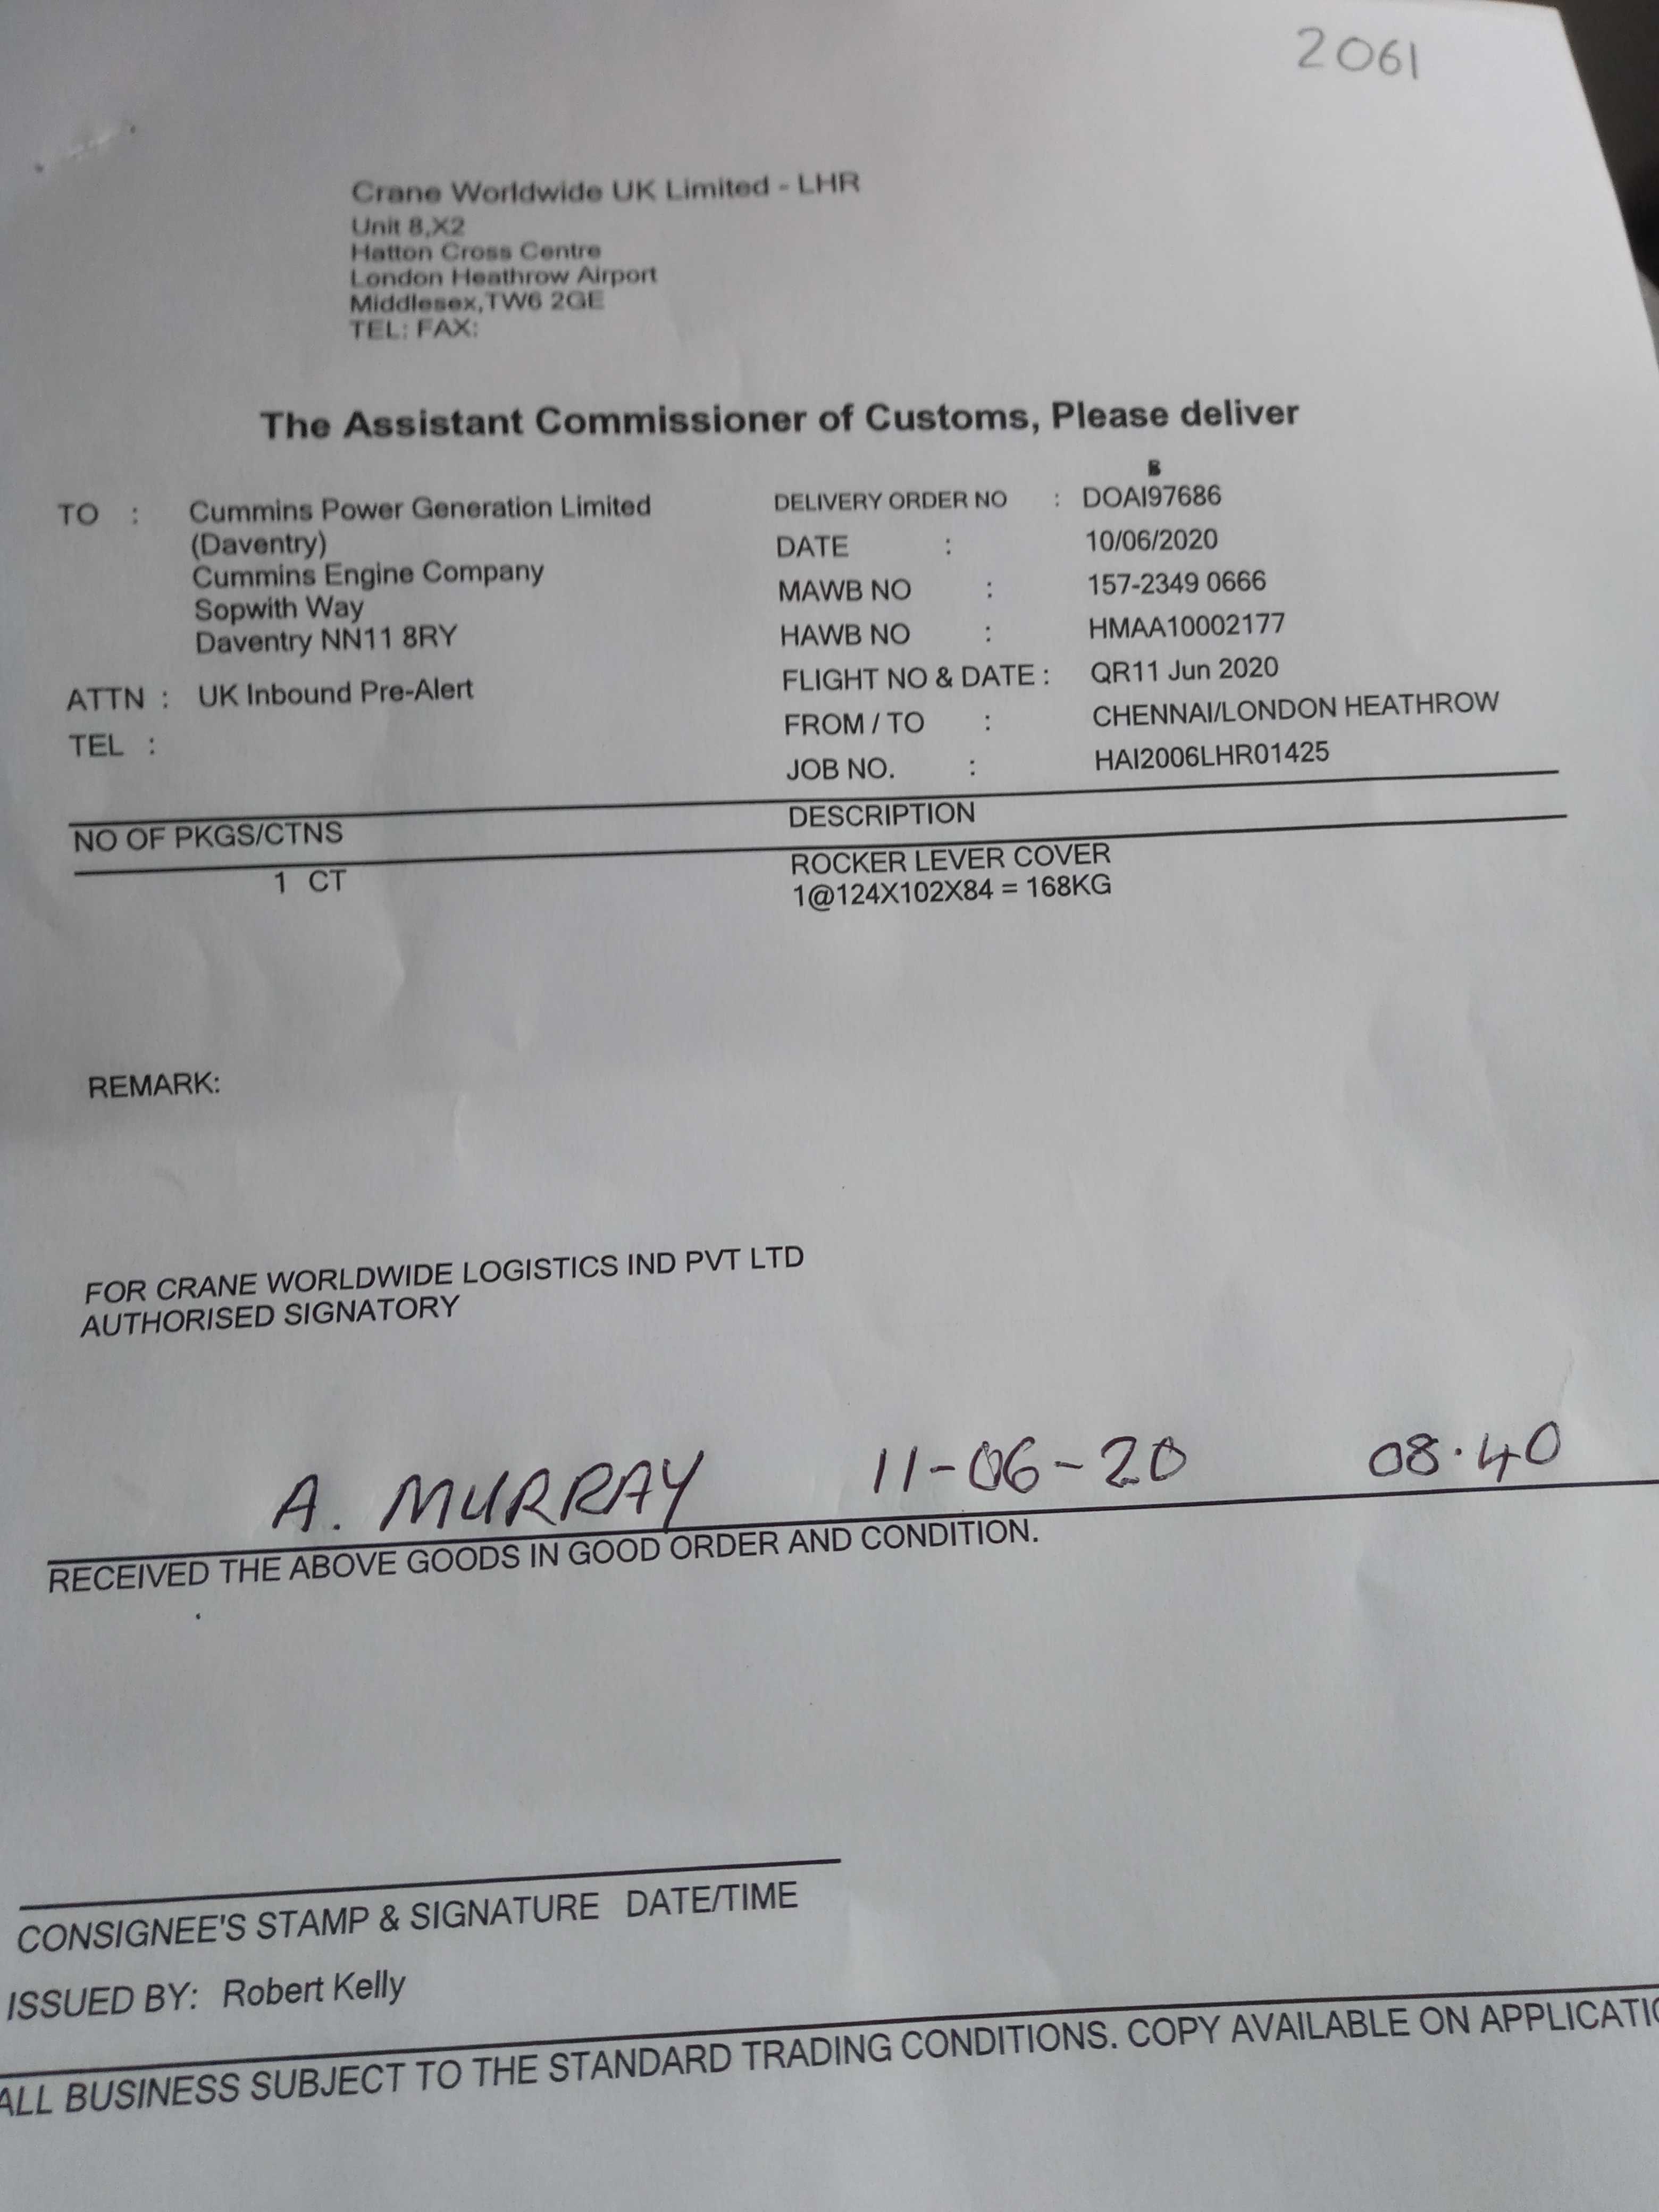 2061
Crane Worldwide UK Limited - LHR
Unit 8,X2
Hatton Cross Centre
London Heathrow Airport
Middlesex,TW6 2GE
TEL: FAX:
The Assistant Commissioner of Customs, Please deliver
TO : Cummins Power Generation Limited
(Daventry)
Cummins Engine Company
Sopwith Way
Daventry NN11 8RY
ATTN : UK Inbound Pre-Alert
TEL :
DELIVERY ORDER NO : DOAI97686
DATE : 10/06/2020
MAWB NO : 157-2349 0666
HAWB NO : HMAA10002177
FLIGHT NO & DATE : QR11 Jun 2020
FROM / TO : CHENNAI/LONDON HEATHROW
JOB NO. : HAI2006LHR01425
NO OF PKGS/CTNS DESCRIPTION
1 CT ROCKER LEVER COVER
1@124X102X84 = 168KG
REMARK:
FOR CRANE WORLDWIDE LOGISTICS IND PVT LTD
AUTHORISED SIGNATORY
A. MURRAY 11-06-20 08.40
RECEIVED THE ABOVE GOODS IN GOOD ORDER AND CONDITION.
CONSIGNEE'S STAMP & SIGNATURE DATE/TIME
ISSUED BY: Robert Kelly
ALL BUSINESS SUBJECT TO THE STANDARD TRADING CONDITIONS. COPY AVAILABLE ON APPLICATIO